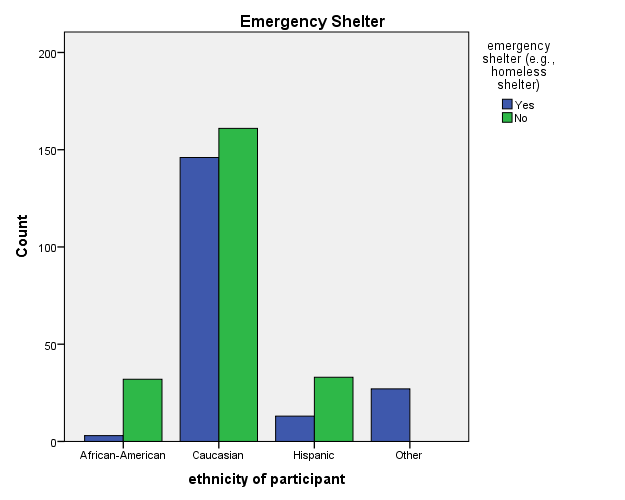 Emergency Shelter
emergency
shelter (e.g.,
homeless
shelter)
Yes
No
200
150
100
50
0
Count
African-American Caucasian Hispanic Other
ethnicity of participant